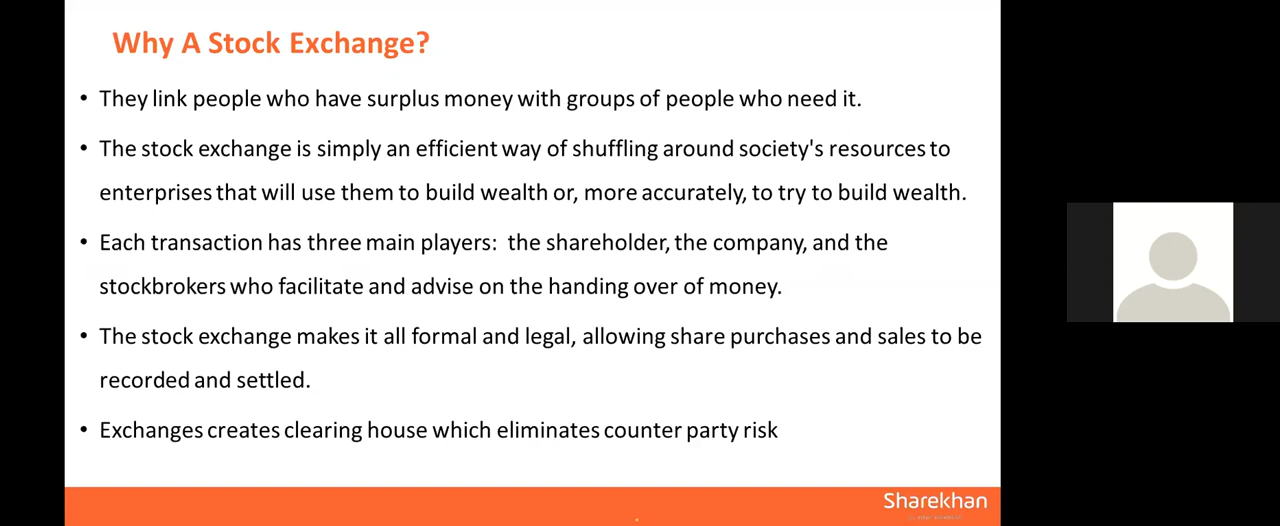 Why A Stock Exchange?
• They link people who have surplus money with groups of people who need it.
• The stock exchange is simply an efficient way of shuffling around society's resources to
enterprises that will use them to build wealth or, more accurately, to try to build wealth.
• Each transaction has three main players: the shareholder, the company, and the
stockbrokers who facilitate and advise on the handing over of money.
• The stock exchange makes it all formal and legal, allowing share purchases and sales to be
recorded and settled.
• Exchanges creates clearing house which eliminates counter party risk
Sharekhan